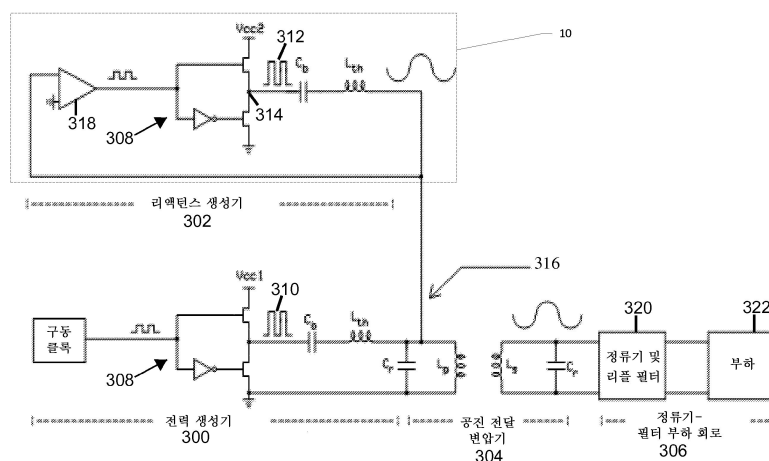 Vcc2
312
10
C_b
L_th
318
308
314
리액턴스 생성기
302
Vcc1
310
316
C_b
L_th
320
322
구동
클록
308
C_r
L_p
L_s
C_r
정류기 및
리플 필터
부하
전력 생성기
300
공진 전달
변압기
304
정류기-
필터 부하 회로
306